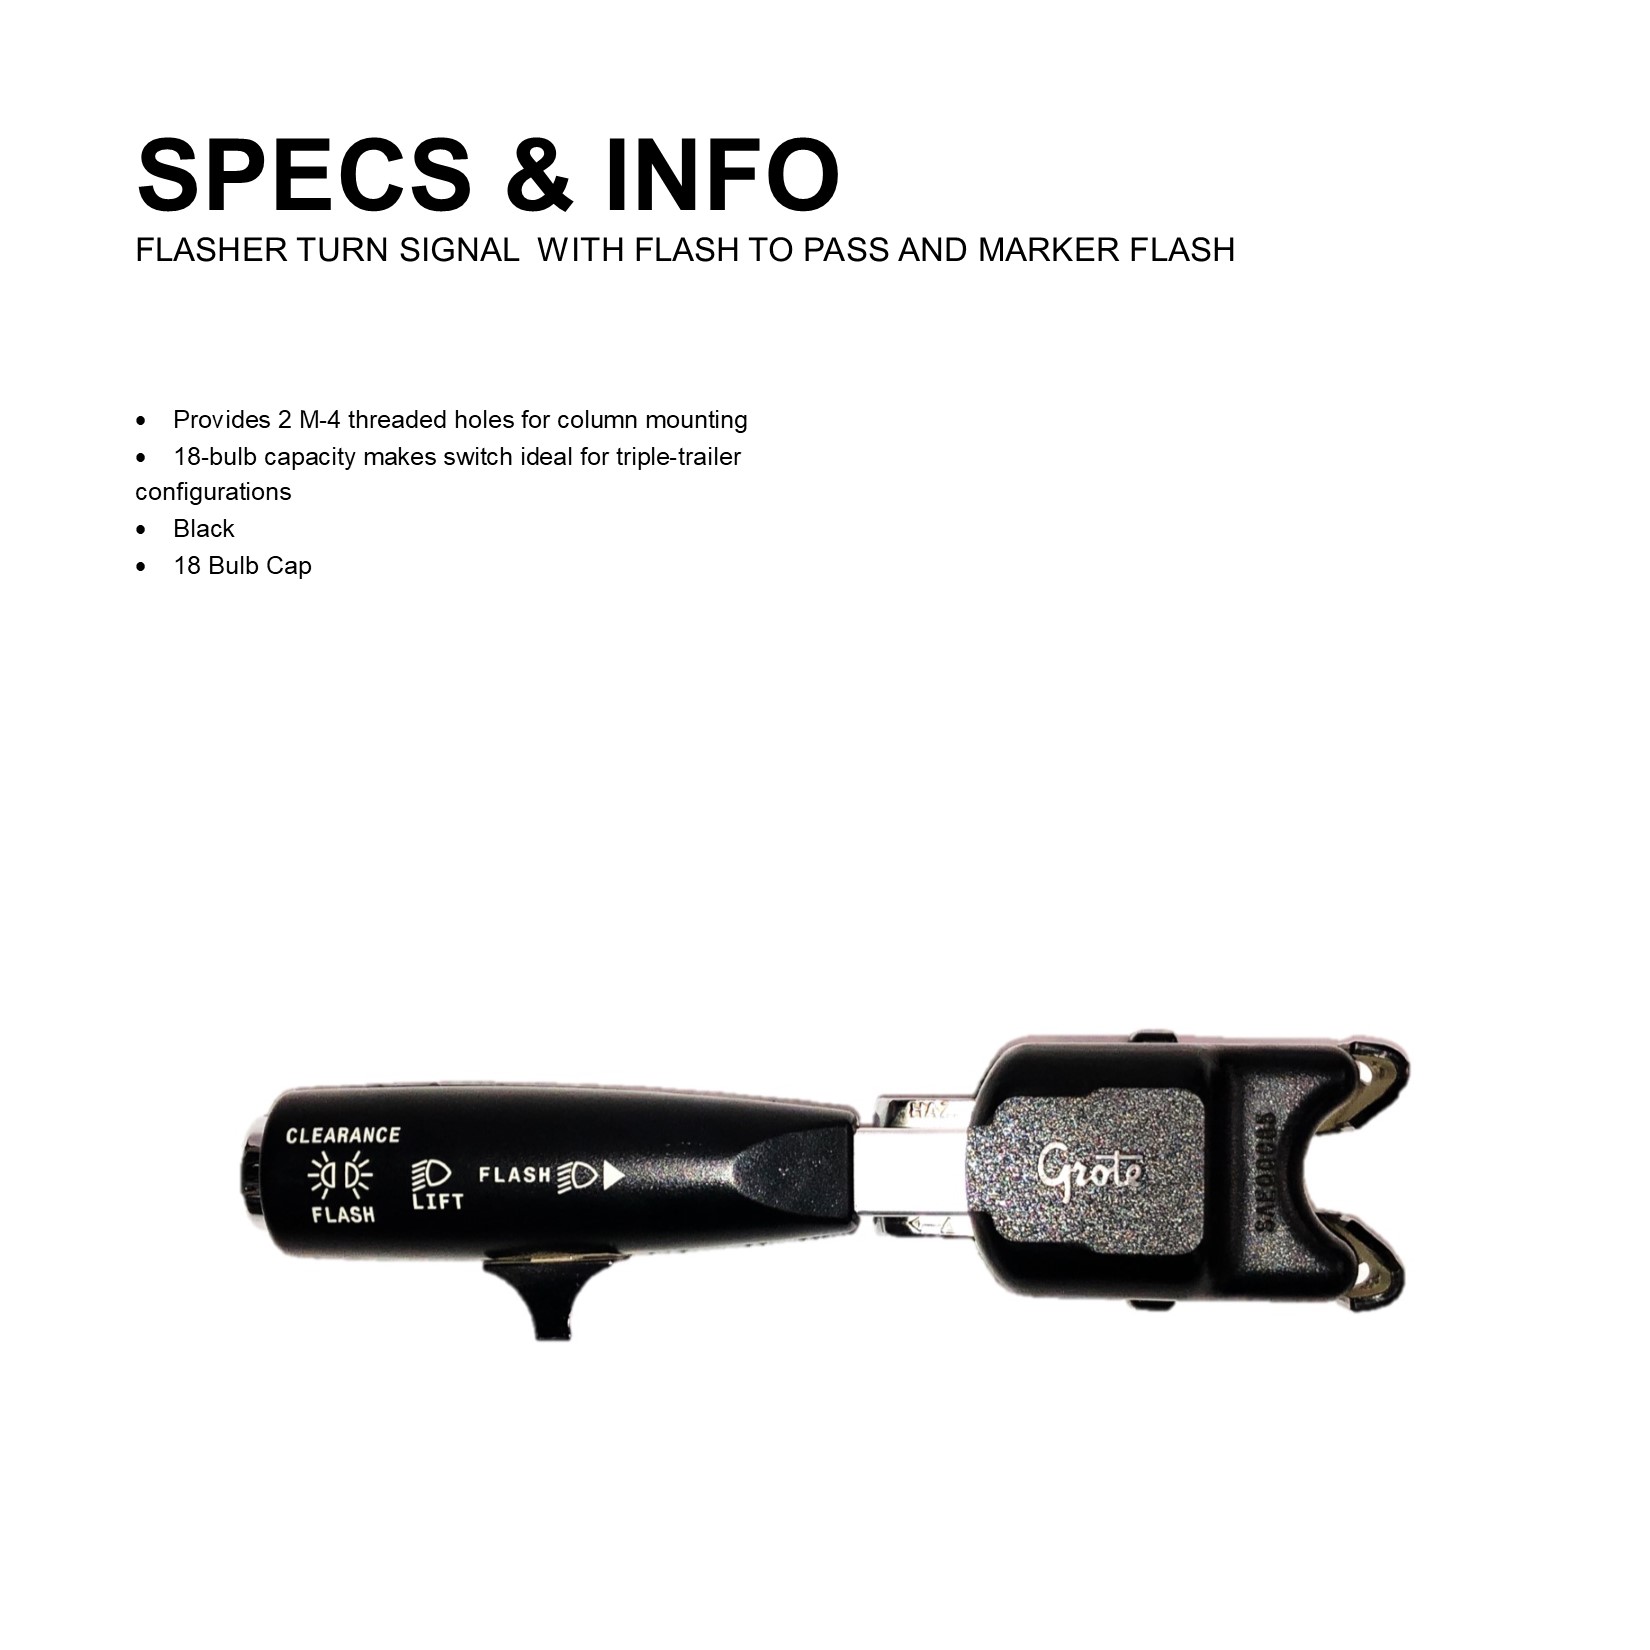 SPECS & INFO
FLASHER TURN SIGNAL  WITH FLASH TO PASS AND MARKER FLASH
• Provides 2 M-4 threaded holes for column mounting
• 18-bulb capacity makes switch ideal for triple-trailer
configurations
• Black
• 18 Bulb Cap
CLEARANCE
FLASH
LIFT
FLASH
Grote